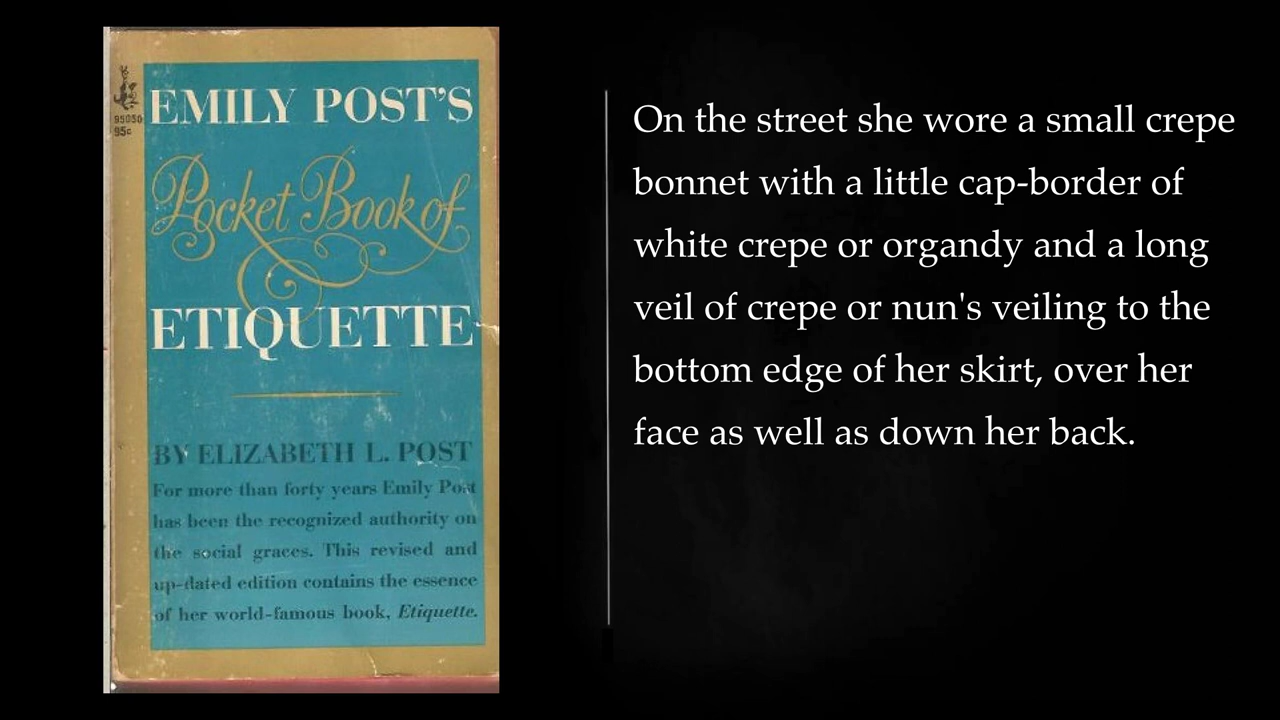 EMILY POST'S
95050
95c
Pocket Book of
ETIQUETTE
BY ELIZABETH L. POST
For more than forty years Emily Post
has been the recognized authority on
the social graces. This revised and
up-dated edition contains the essence
of her world-famous book, Etiquette.
On the street she wore a small crepe
bonnet with a little cap-border of
white crepe or organdy and a long
veil of crepe or nun's veiling to the
bottom edge of her skirt, over her
face as well as down her back.